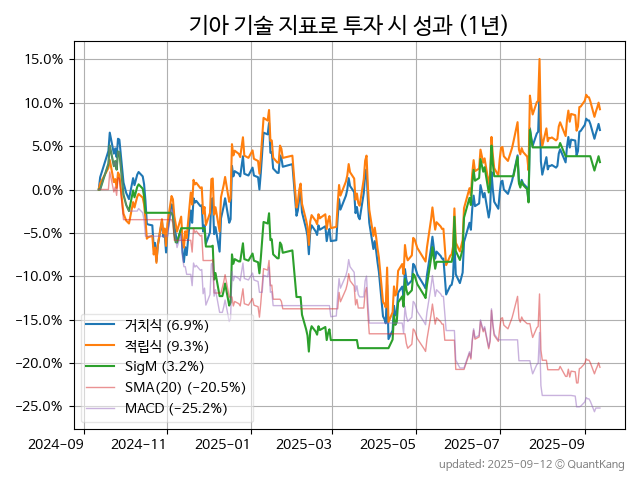 기아 기술 지표로 투자 시 성과 (1년)
15.0%
10.0%
5.0%
0.0%
−5.0%
−10.0%
−15.0%
−20.0%
−25.0%
거치식 (6.9%)
적립식 (9.3%)
SigM (3.2%)
SMA(20) (−20.5%)
MACD (−25.2%)
2024-09 2024-11 2025-01 2025-03 2025-05 2025-07 2025-09
updated: 2025-09-12 © QuantKang